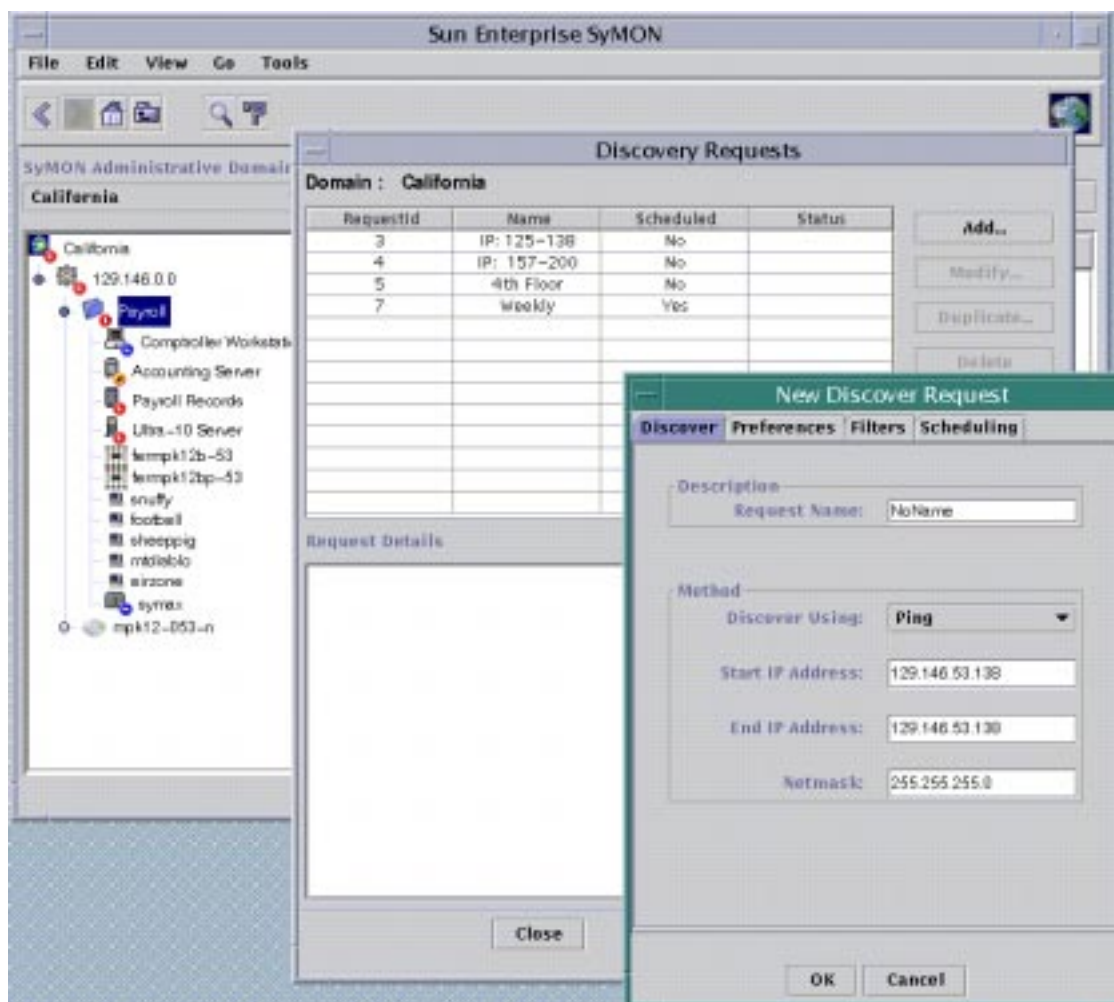 Sun Enterprise SyMON
File Edit View Go Tools
SyMON Administrative Domain
California
California
129.146.0.0
Payroll
Comptroller Workstati
Accounting Server
Payroll Records
Ultra-10 Server
fermpk12b-53
fermpk12bp-53
snuffy
football
sheeppig
mtdiablo
airzone
symax
mpk12-053-n
Discovery Requests
Domain : California
RequestId Name Scheduled Status
3 IP: 125-138 No
4 IP: 157-200 No
5 4th Floor No
7 Weekly Yes
Add...
Modify...
Duplicate...
Delete
Request Details
Close
New Discover Request
Discover Preferences Filters Scheduling
Description
Request Name: NoName
Method
Discover Using: Ping
Start IP Address: 129.146.53.138
End IP Address: 129.146.53.138
Netmask: 255.255.255.0
OK Cancel